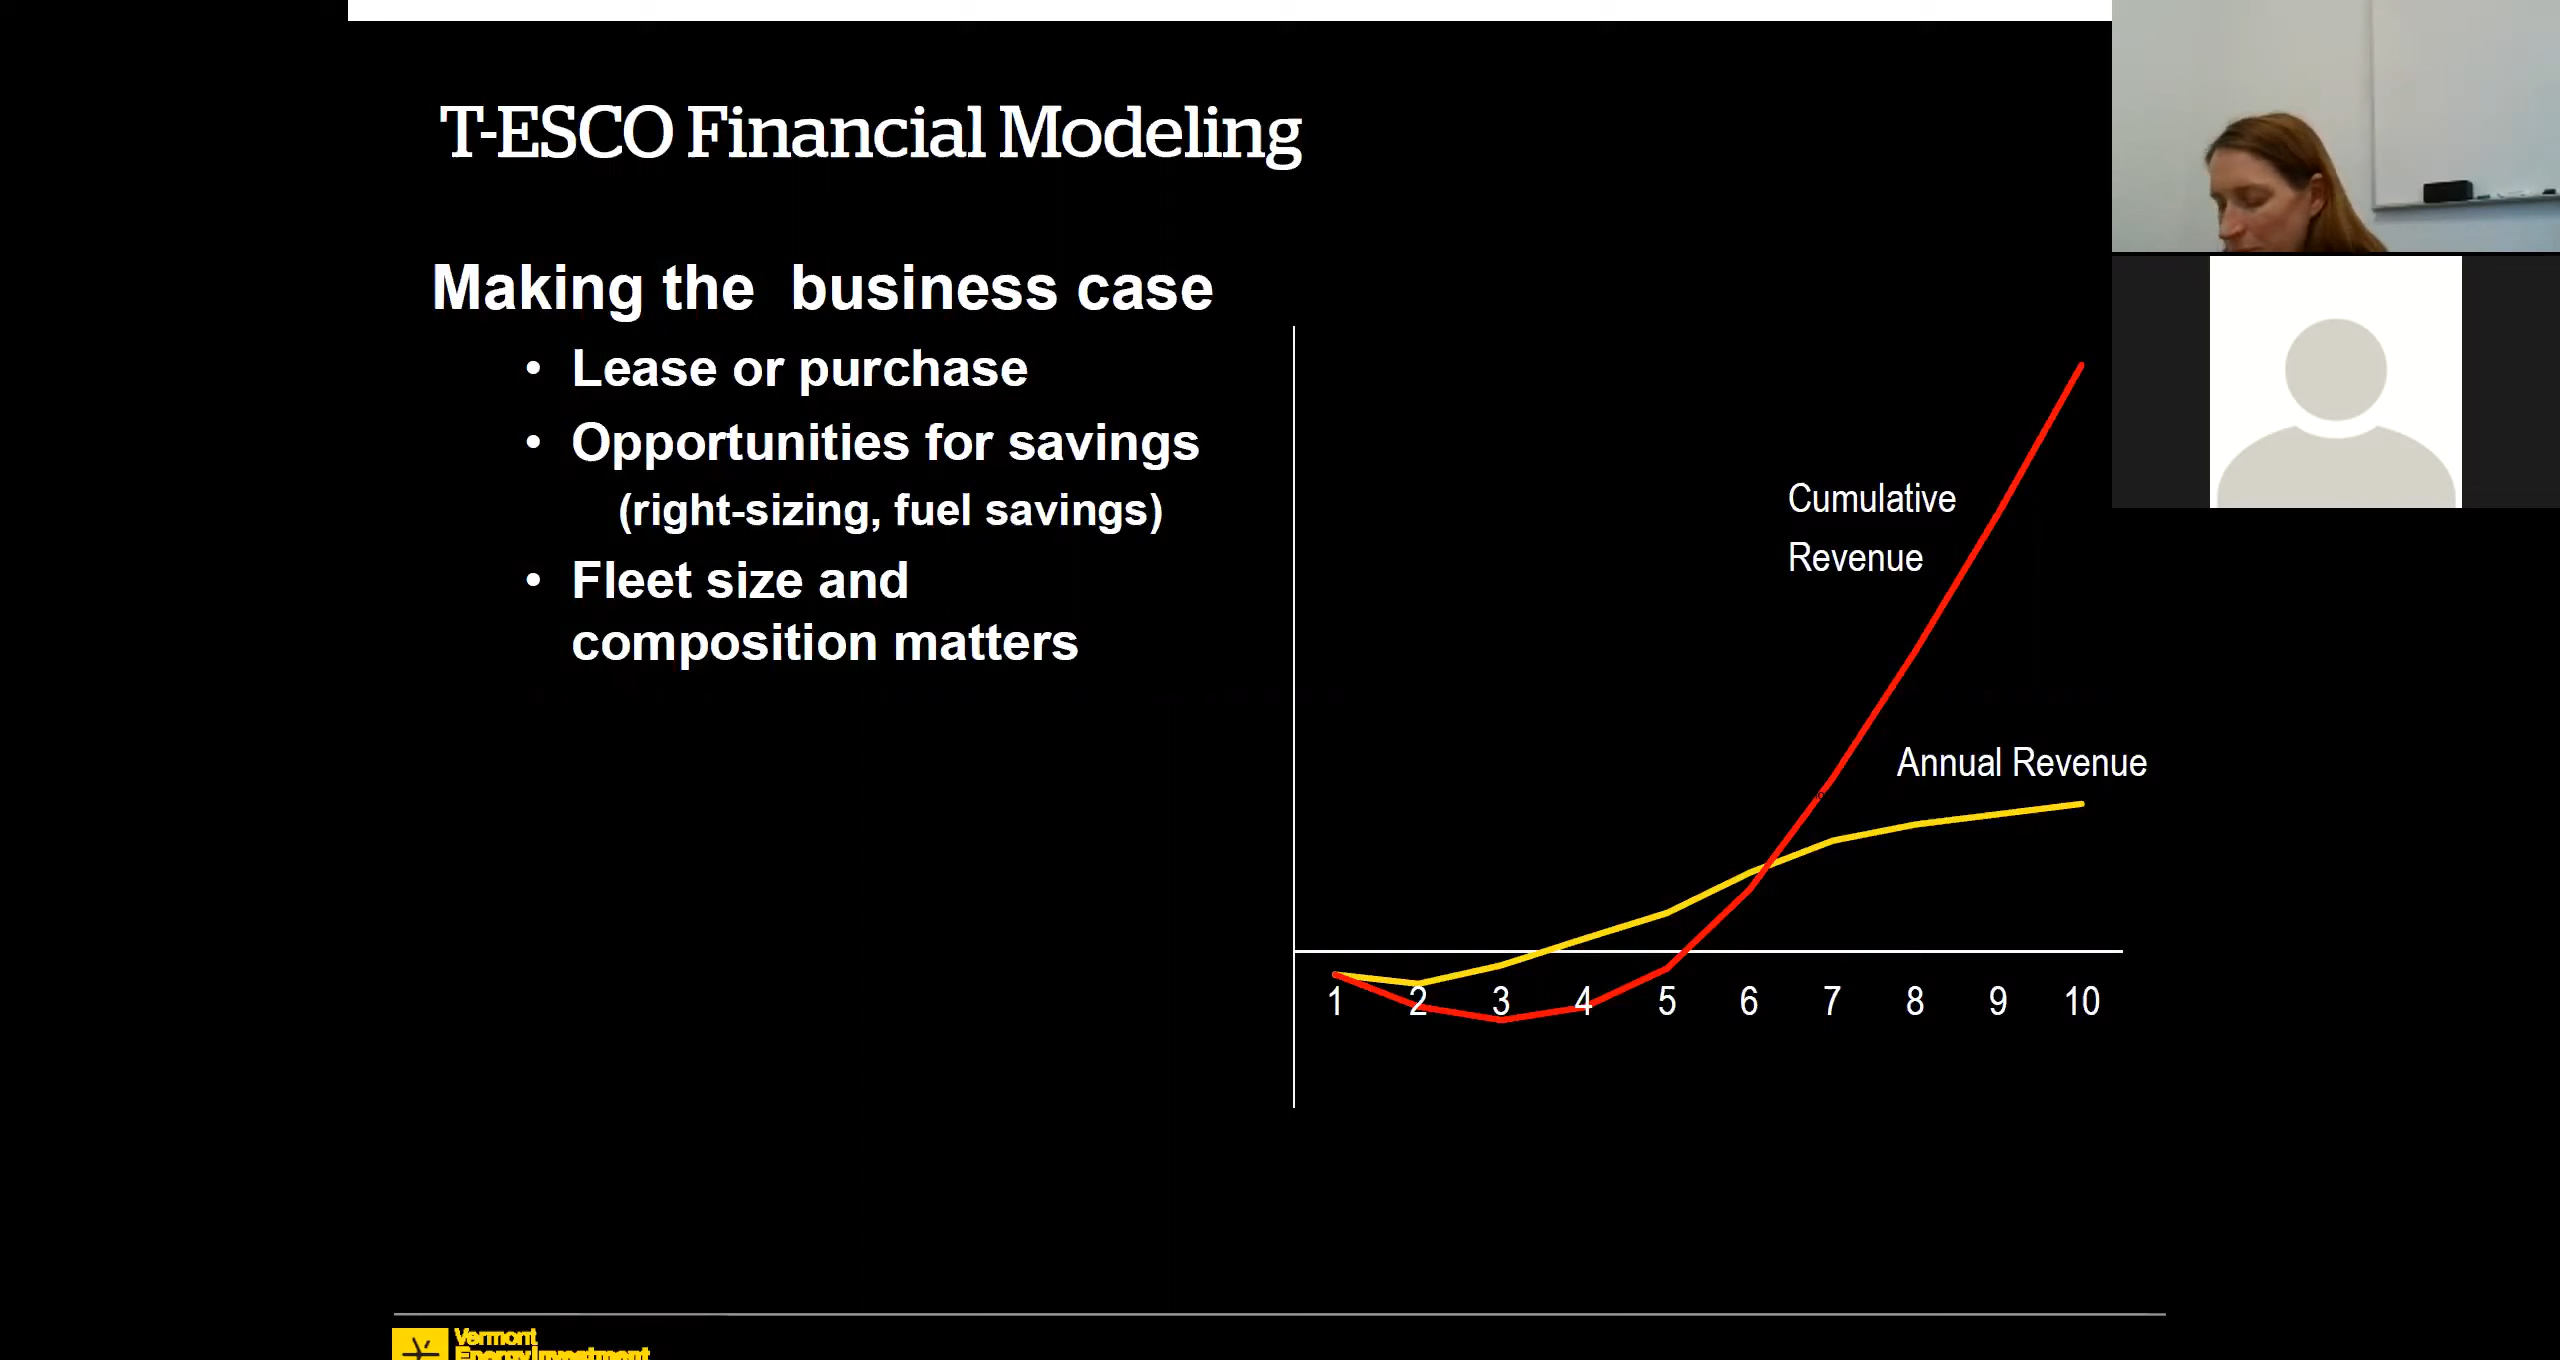 T-ESCO Financial Modeling
Making the business case
• Lease or purchase
• Opportunities for savings
(right-sizing, fuel savings)
• Fleet size and
composition matters
Cumulative
Revenue
Annual Revenue
1 2 3 4 5 6 7 8 9 10
Vermont
Energy Investment